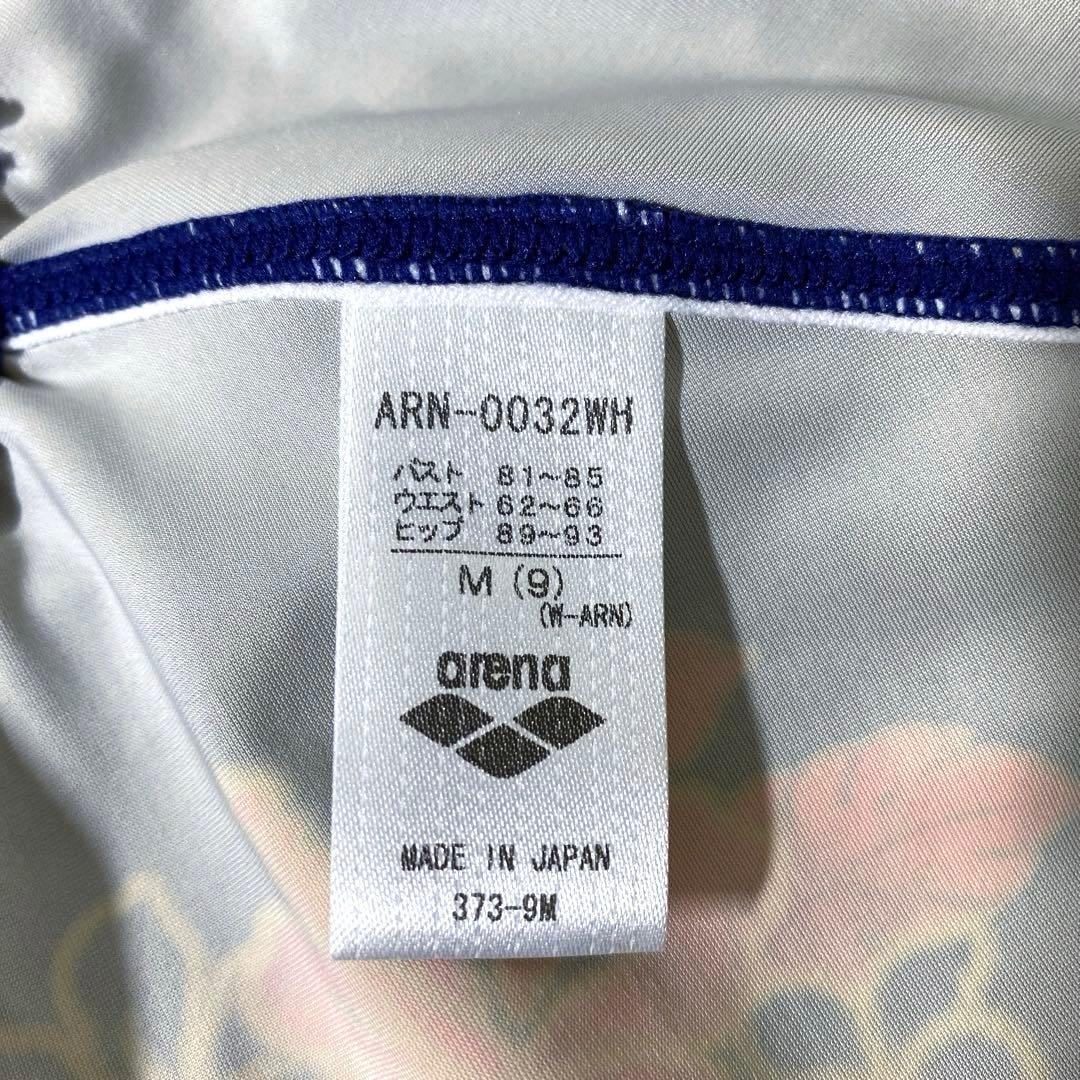 ARN-0032WH
バスト 81~85
ウエスト 62~66
ヒップ 89~93
M (9)
(W-ARN)
arena
MADE IN JAPAN
373-9M